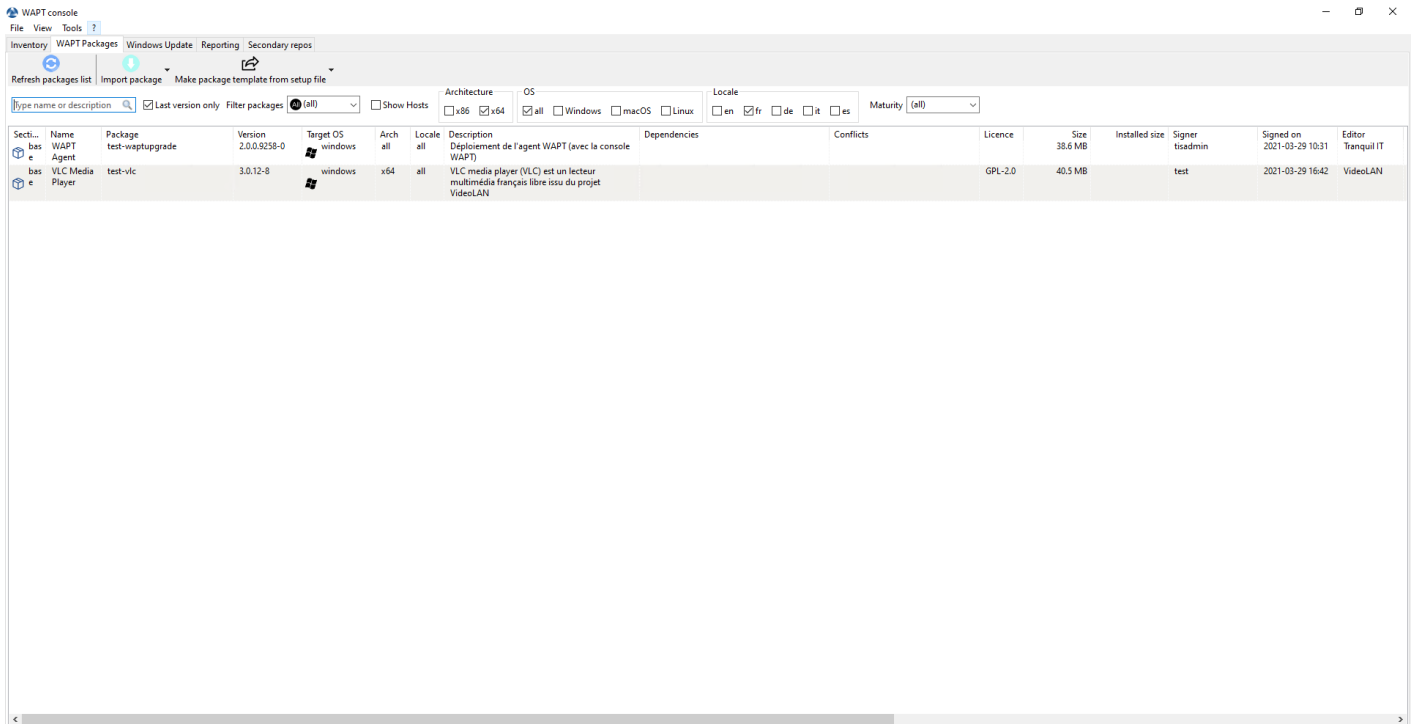 WAPT console
File View Tools ?
Inventory WAPT Packages Windows Update Reporting Secondary repos
Refresh packages list Import package Make package template from setup file
Architecture OS Locale
Type name or description Last version only Filter packages All (all) Show Hosts x86 x64 all Windows macOS Linux en fr de it es Maturity (all)
Secti... Name Package Version Target OS Arch Locale Description Dependencies Conflicts Licence Size Installed size Signer Signed on Editor
bas WAPT test-waptupgrade 2.0.0.9258-0 windows all all Déploiement de l'agent WAPT (avec la console 38.6 MB tisadmin 2021-03-29 10:31 Tranquil IT
e Agent WAPT)
bas VLC Media test-vlc 3.0.12-8 windows x64 all VLC media player (VLC) est un lecteur GPL-2.0 40.5 MB test 2021-03-29 16:42 VideoLAN
e Player multimédia français libre issu du projet
VideoLAN